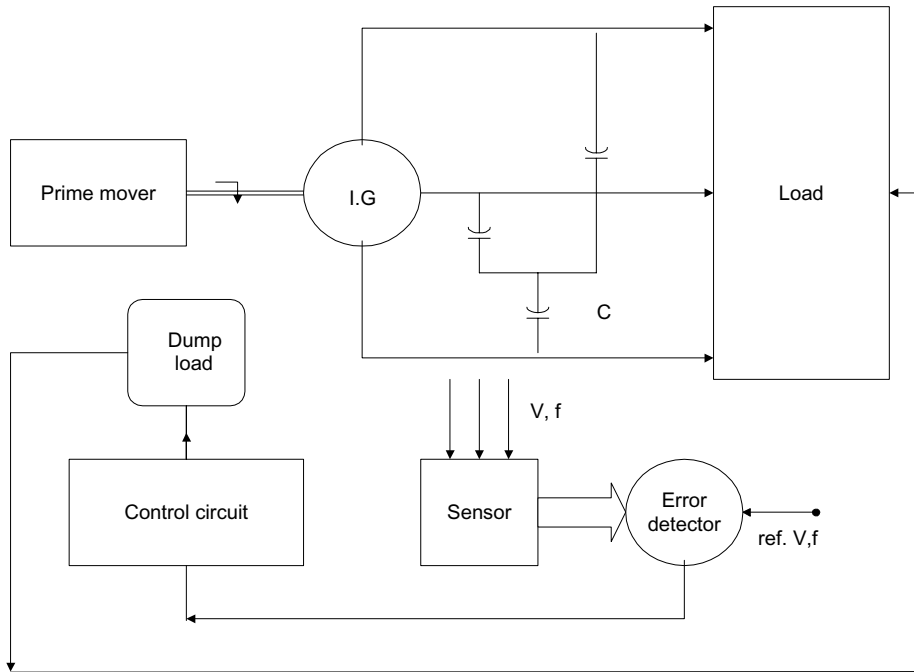 Prime mover
I.G
Load
C
Dump
load
V, f
Control circuit
Sensor
Error
detector
ref. V,f